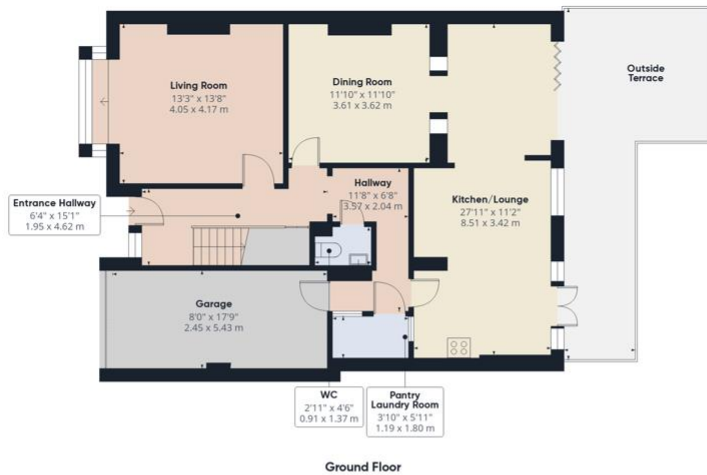 Living Room
13'3" x 13'8"
4.05 x 4.17 m
Dining Room
11'10" x 11'10"
3.61 x 3.62 m
Outside
Terrace
Entrance Hallway
6'4" x 15'1"
1.95 x 4.62 m
Hallway
11'8" x 6'8"
3.57 x 2.04 m
Kitchen/Lounge
27'11" x 11'2"
8.51 x 3.42 m
Garage
8'0" x 17'9"
2.45 x 5.43 m
WC
2'11" x 4'6"
0.91 x 1.37 m
Pantry
Laundry Room
3'10" x 5'11"
1.19 x 1.80 m
Ground Floor